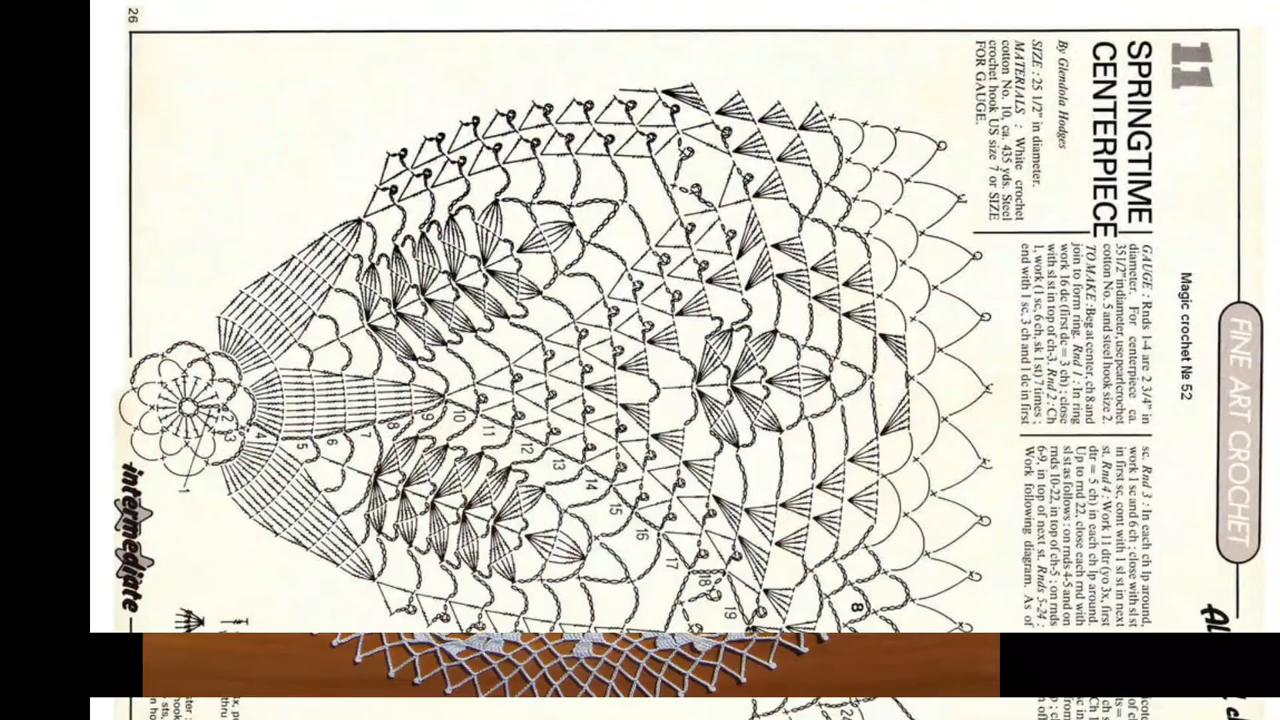 26
11
SPRINGTIME
CENTERPIECE
By Glendola Hodges
SIZE : 25 1/2" in diameter.
MATERIALS : White crochet
cotton No. 10, ca. 435 yds. Steel
crochet hook US size 7 or SIZE
FOR GAUGE.
Magic crochet № 52
FINE ART CROCHET
GAUGE : Rnds 1-4 are 2 3/4" in
diameter. For centerpiece ca.
35 1/2" in diameter, use pearl crochet
cotton No. 5 and steel hook size 2.
TO MAKE : Beg at center, ch 8 and
join to form ring. Rnd 1 : In ring
work 16 dc (first dc = 3 ch) ; close
with sl st in top of ch-3. Rnd 2 : Ch
1, work (1 sc, 6 ch, sk 1 st) 7 times ;
end with 1 sc, 3 ch and 1 dc in first
sc. Rnd 3 : In each ch lp around,
work 1 sc and 6 ch ; close with sl st
in first sc, cont with 1 sl st in next
st. Rnd 4 : Work 11 dtr (yo 3x, first
dtr = 5 ch) in each ch lp around.
Up to rnd 22, close each rnd with
sl st as follows : on rnds 4-5 and on
rnds 10-22, in top of ch-5 ; on rnds
6-9, in top of next st. Rnds 5-24 :
Work following diagram. As of
1
2
3
4
5
6
7
8
9
10
11
12
13
14
15
16
17
18
19
8
24
intermediate